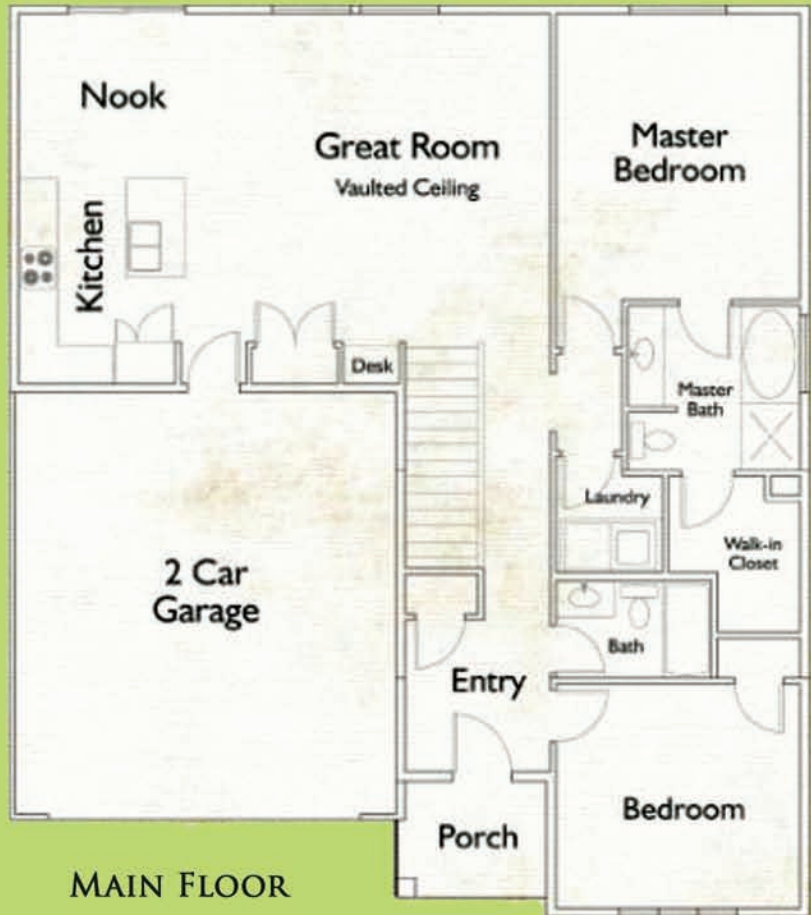 Nook
Great Room
Vaulted Ceiling
Master
Bedroom
Kitchen
Desk
Master
Bath
Laundry
Walk-in
Closet
2 Car
Garage
Bath
Entry
Bedroom
Porch
MAIN FLOOR